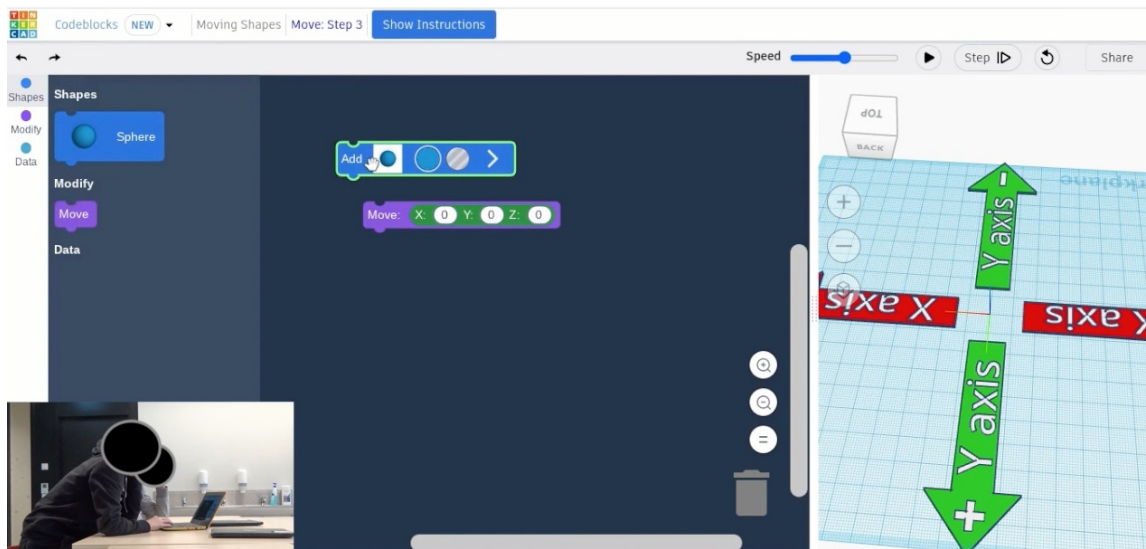 TIN
KER
CAD
Codeblocks NEW Moving Shapes Move: Step 3 Show Instructions
Speed Step Share
Shapes
Modify
Data
Shapes
Sphere
Modify
Move
Data
Add
Move: X: 0 Y: 0 Z: 0
TOP
BACK
Y axis -
X axis
X axis
+ Y axis